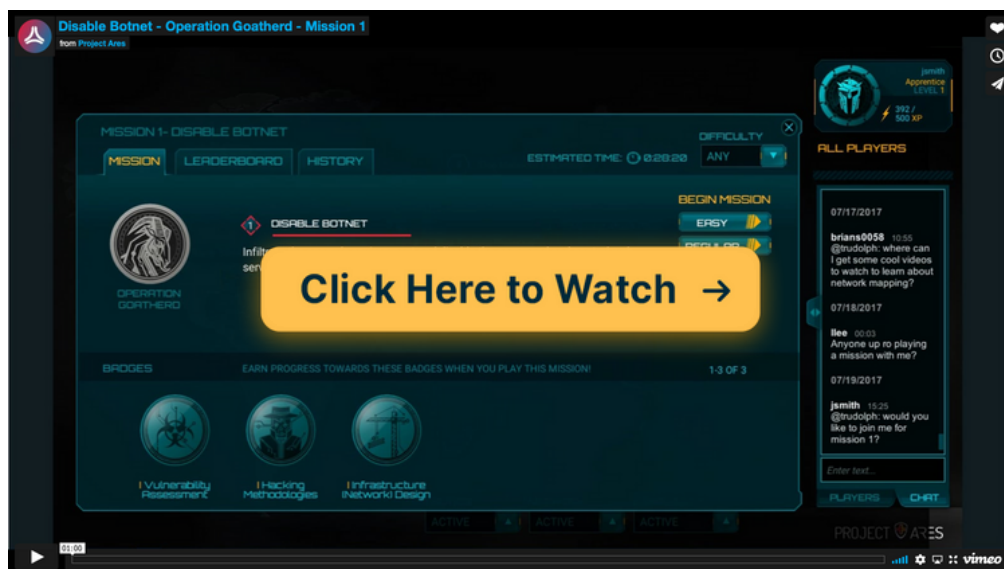 Disable Botnet - Operation Goatherd - Mission 1
from Project Ares
jsmith
Apprentice
LEVEL 1
392 /
500 XP
MISSION 1- DISABLE BOTNET
DIFFICULTY
MISSION
LEADERBOARD
HISTORY
ESTIMATED TIME:
0:28:20
ANY
ALL PLAYERS
BEGIN MISSION
1
DISABLE BOTNET
EASY
REGULAR
Click Here to Watch →
OPERATION
GOATHERD
07/17/2017
brians0058 10:55
@trudolph: where can
I get some cool videos
to watch to learn about
network mapping?
07/18/2017
llee 00:03
Anyone up ro playing
a mission with me?
07/19/2017
jsmith 15:25
@trudolph: would you
like to join me for
mission 1?
BADGES
EARN PROGRESS TOWARDS THESE BADGES WHEN YOU PLAY THIS MISSION!
1-3 OF 3
| Vulnerability
Assessment
| Hacking
Methodologies
| Infrastructure
(Network) Design
Enter text...
PLAYERS
CHAT
ACTIVE
ACTIVE
ACTIVE
PROJECT ARES
01:00
vimeo